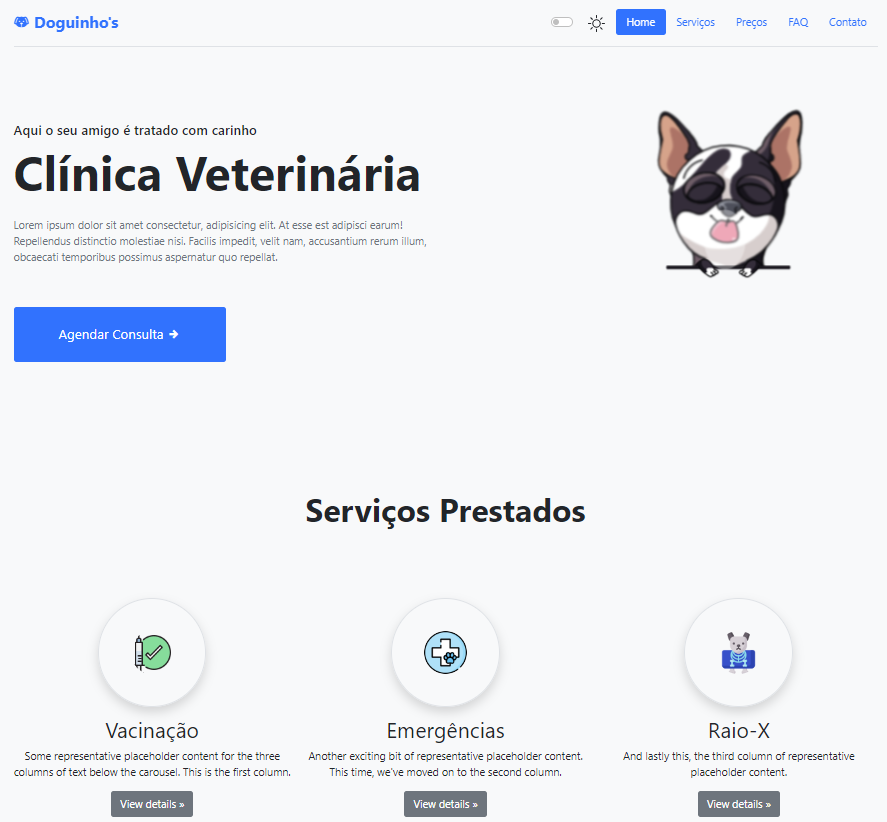 Doguinho's
Home Serviços Preços FAQ Contato
Aqui o seu amigo é tratado com carinho
Clínica Veterinária
Lorem ipsum dolor sit amet consectetur, adipisicing elit. At esse est adipisci earum!
Repellendus distinctio molestiae nisi. Facilis impedit, velit nam, accusantium rerum illum,
obcaecati temporibus possimus aspernatur quo repellat.
Agendar Consulta →
Serviços Prestados
Vacinação
Some representative placeholder content for the three
columns of text below the carousel. This is the first column.
View details »
Emergências
Another exciting bit of representative placeholder content.
This time, we've moved on to the second column.
View details »
Raio-X
And lastly this, the third column of representative
placeholder content.
View details »